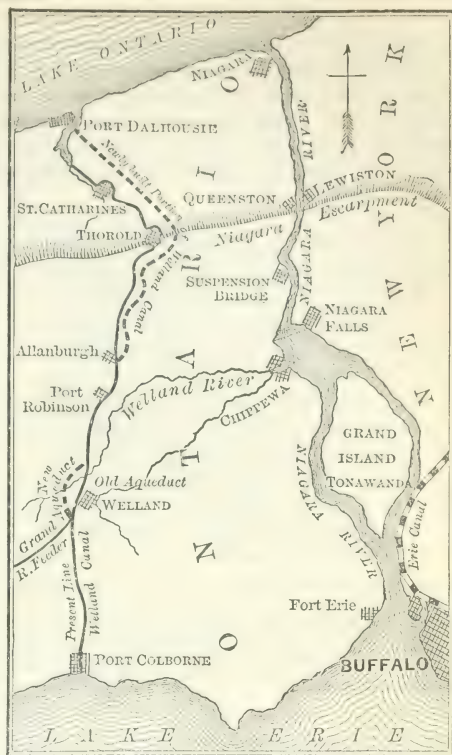 LAKE ONTARIO
NIAGARA
PORT DALHOUSIE
Newly built Portion
NIAGARA RIVER
NEW YORK
ONTARIO
ST. CATHARINES
QUEENSTON
LEWISTON
THOROLD
Niagara Escarpment
Welland Canal
SUSPENSION
BRIDGE
NIAGARA
FALLS
Allanburgh
Port
Robinson
Welland River
CHIPPEWA
GRAND
ISLAND
TONAWANDA
NIAGARA RIVER
New
Aqueduct
Old Aqueduct
WELLAND
Grand
R. Feeder
Erie Canal
Present Line
Welland Canal
Fort Erie
PORT COLBORNE
BUFFALO
LAKE ERIE